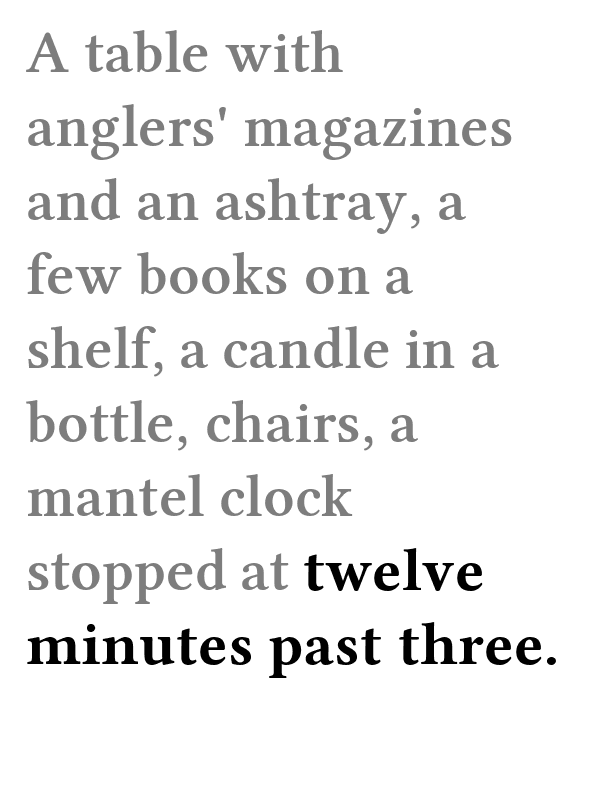 A table with
anglers' magazines
and an ashtray, a
few books on a
shelf, a candle in a
bottle, chairs, a
mantel clock
stopped at twelve
minutes past three.